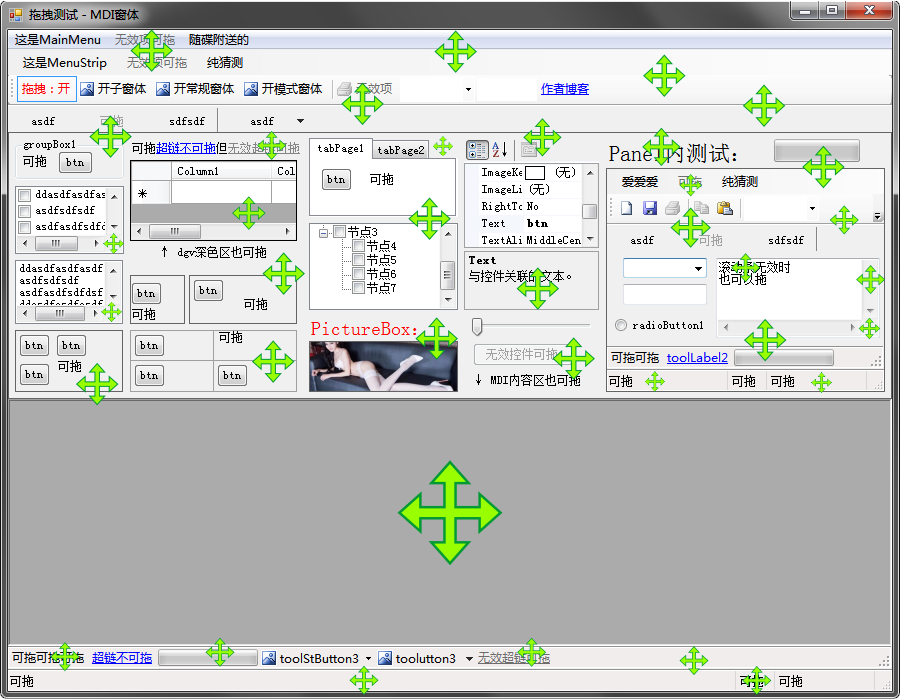 拖拽测试 - MDI窗体
这是MainMenu 无效项可拖 随碟附送的
这是MenuStrip 无效项可拖 纯猜测
拖拽：开 开子窗体 开常规窗体 开模式窗体 无效项 作者博客
asdf 可拖 sdfsdf asdf
groupBox1
可拖 btn
可拖超链不可拖但无效超链可拖
Column1 Col
*
↑ dgv深色区也可拖
tabPage1 tabPage2
btn 可拖
ImageKe (无)
ImageLi (无)
RightTo No
Text btn
TextAli MiddleCen
Text
与控件关联的文本。
Panel内测试：
爱爱爱 可拖 纯猜测
asdf 可拖 sdfsdf
ddasdfasdfas
asdfsdfsdf
asdfasdfsdfc
节点3
节点4
节点5
节点6
节点7
滚动条无效时
也可以拖
radioButton1
ddasdfasdfasdf
asdfsdfsdf
asdfasdfsdfdsf
btn 可拖
btn 可拖
PictureBox:
无效控件可拖
↓ MDI内容区也可拖
btn btn
btn 可拖
btn 可拖
btn btn
可拖可拖 toolLabel2
可拖 可拖 可拖
可拖可拖可拖 超链不可拖 toolStButton3 toolutton3 无效超链可拖
可拖 可拖 可拖